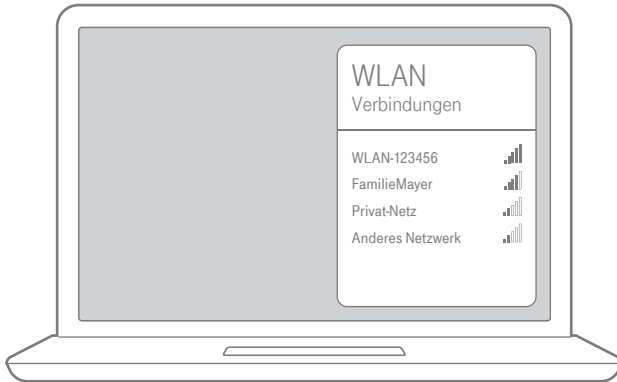 WLAN
Verbindungen
WLAN-123456
FamilieMayer
Privat-Netz
Anderes Netzwerk